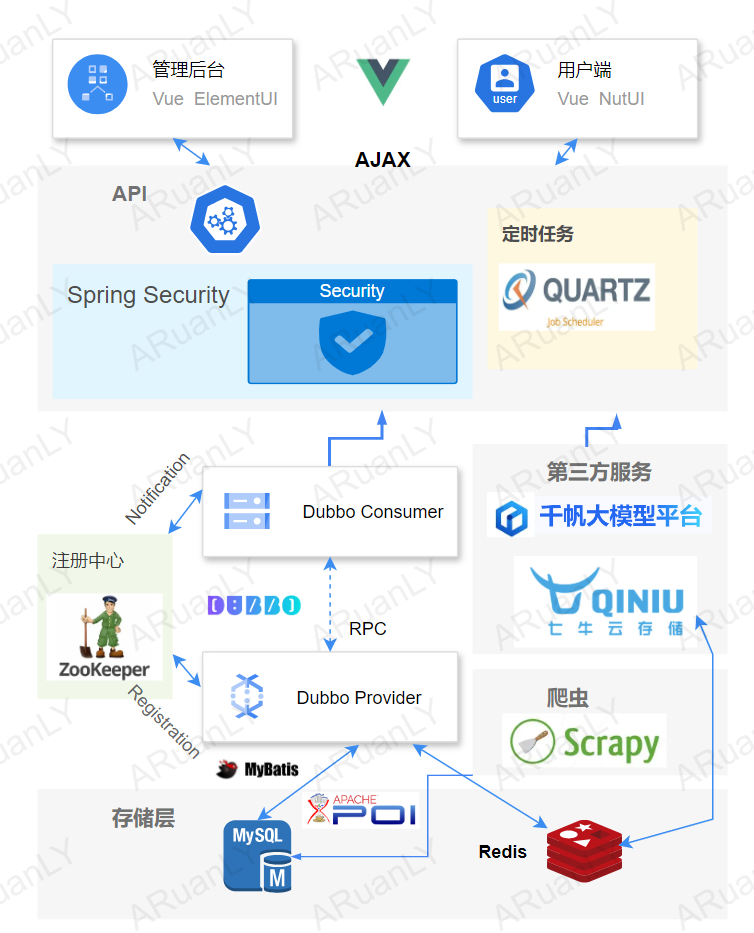 管理后台
Vue ElementUI
用户端
Vue NutUI
user
AJAX
API
定时任务
QUARTZ
Job Scheduler
Spring Security
Security
Notification
Dubbo Consumer
第三方服务
千帆大模型平台
注册中心
ZooKeeper
DUBBO
RPC
QINIU
七牛云存储
Registration
Dubbo Provider
爬虫
Scrapy
MyBatis
存储层
APACHE
POI
MySQL
M
Redis
ARuanLY